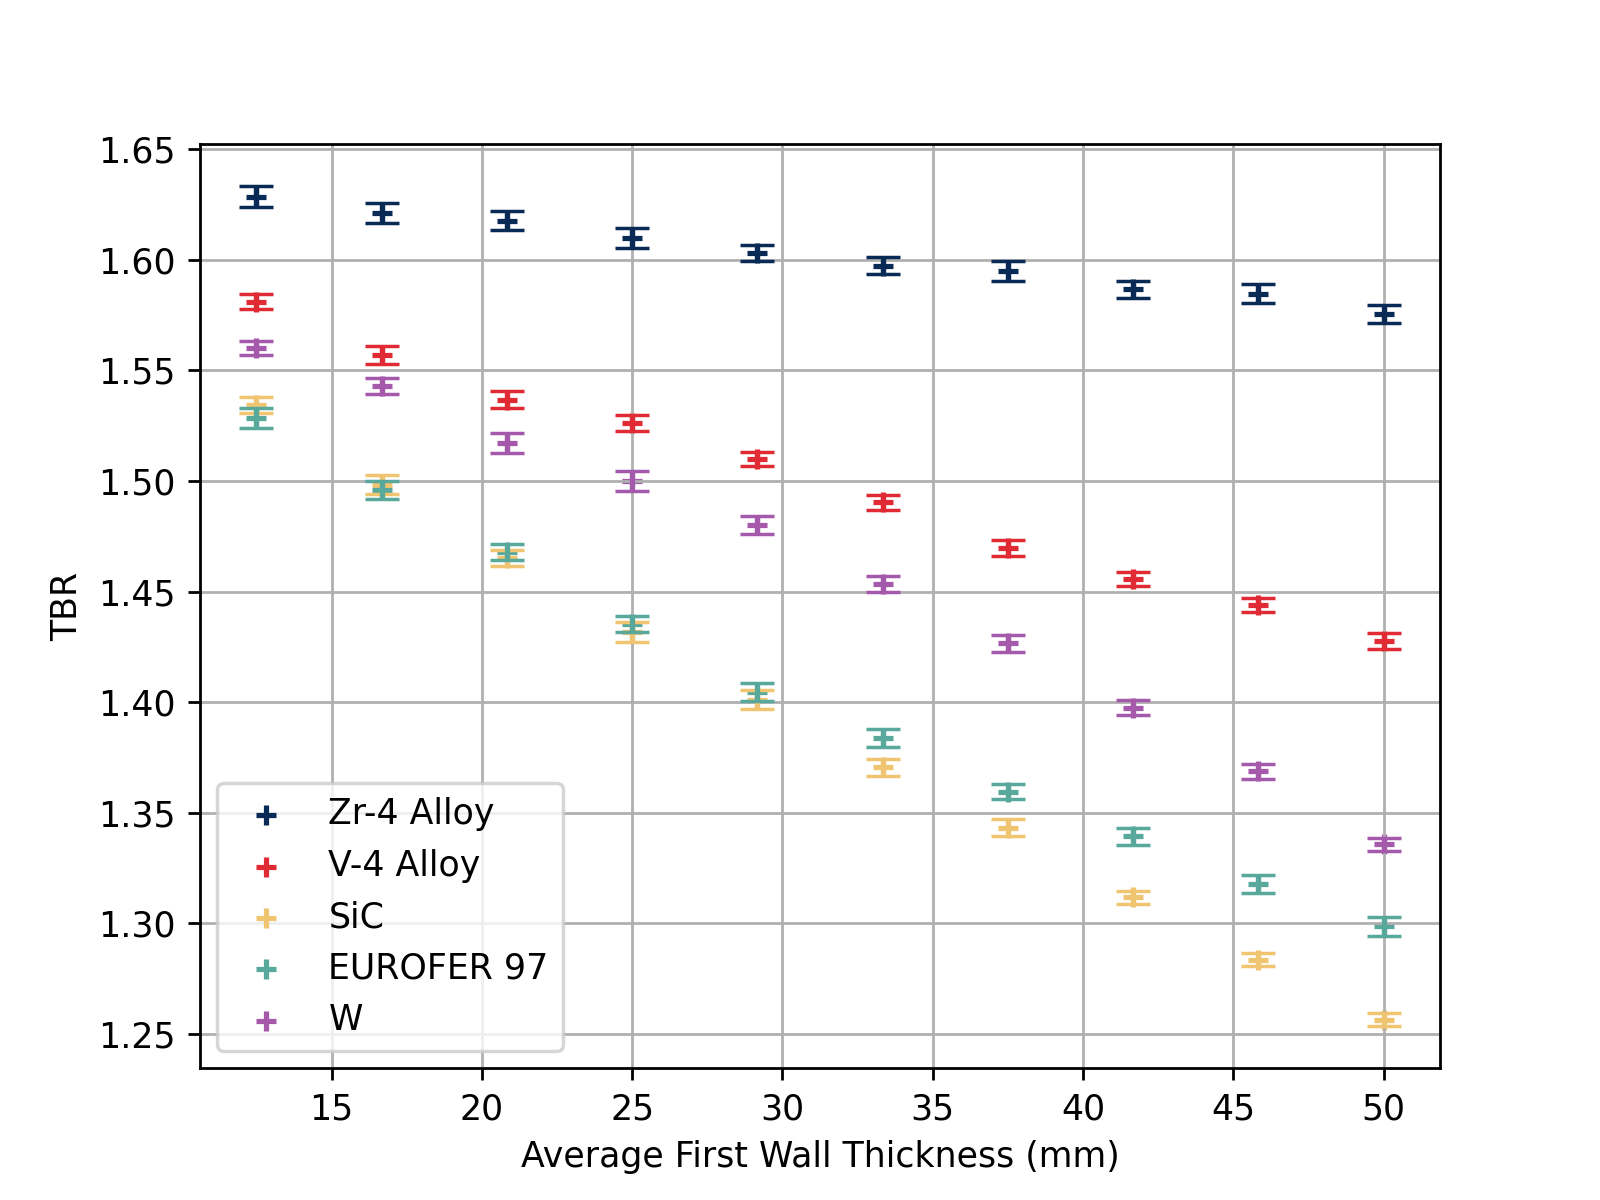 1.65
1.60
1.55
1.50
1.45
1.40
1.35
1.30
1.25
TBR
Zr-4 Alloy
V-4 Alloy
SiC
EUROFER 97
W
15 20 25 30 35 40 45 50
Average First Wall Thickness (mm)